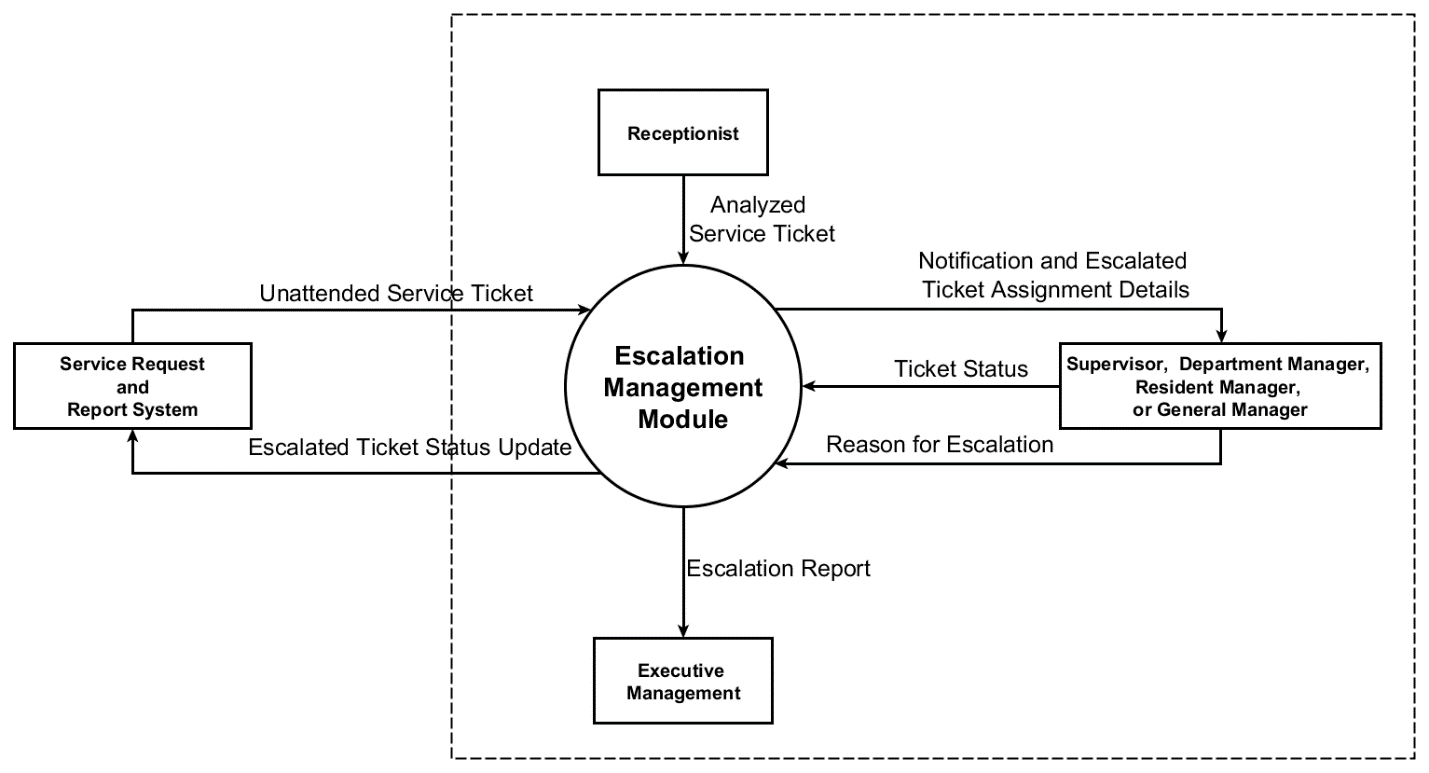 Receptionist
Analyzed
Service Ticket
Notification and Escalated
Ticket Assignment Details
Unattended Service Ticket
Service Request
and
Report System
Escalation
Management
Module
Ticket Status
Supervisor, Department Manager,
Resident Manager,
or General Manager
Escalated Ticket Status Update
Reason for Escalation
Escalation Report
Executive
Management